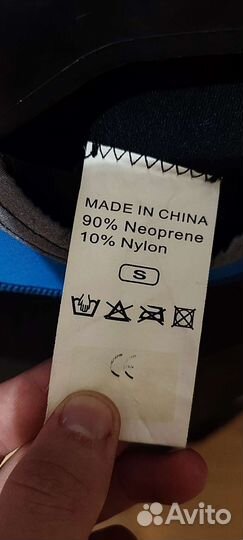 MADE IN CHINA
90% Neoprene
10% Nylon
S
CE
Avito